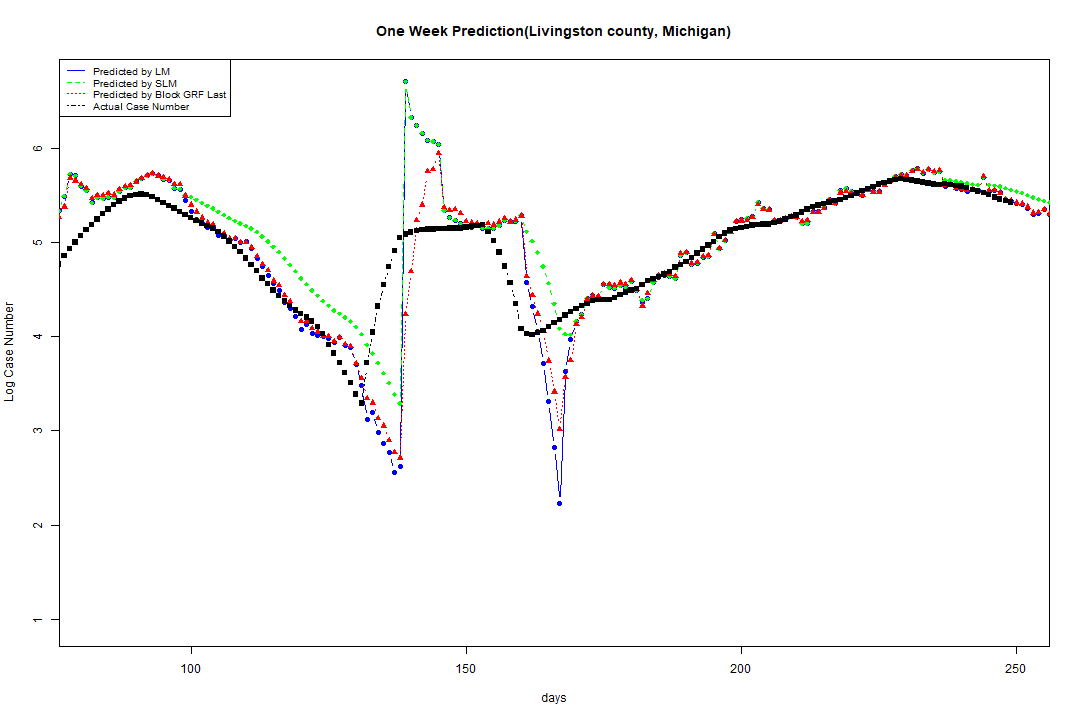 One Week Prediction(Livingston county, Michigan)
Predicted by LM
Predicted by SLM
Predicted by Block GRF Last
Actual Case Number
6
5
4
3
2
1
Log Case Number
100 150 200 250
days